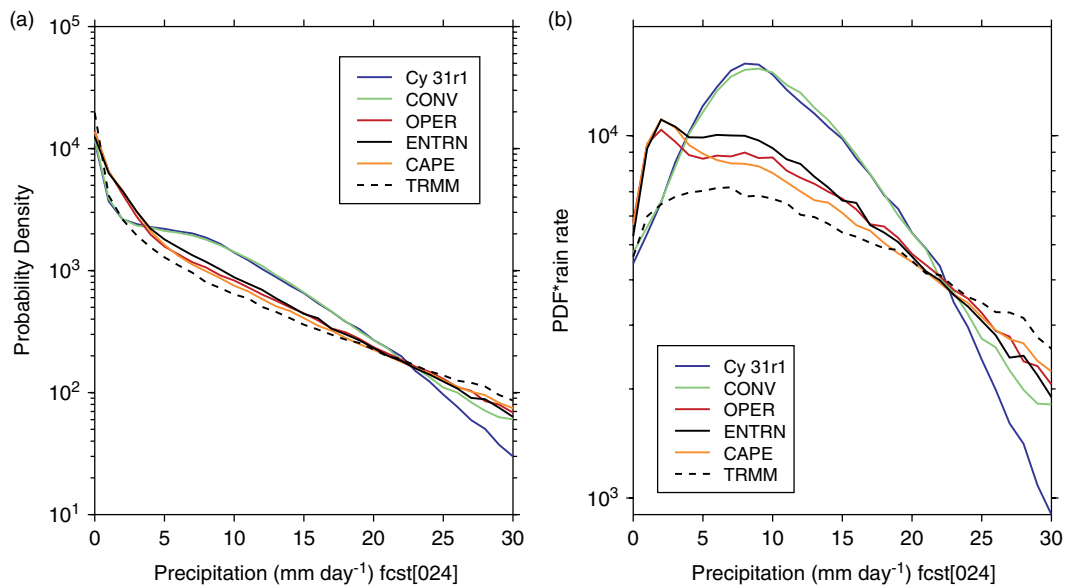 (a)
10^5
10^4
10^3
10^2
10^1
Probability Density
Cy 31r1
CONV
OPER
ENTRN
CAPE
TRMM
0 5 10 15 20 25 30
Precipitation (mm day^-1) fcst[024]
(b)
10^4
10^3
PDF*rain rate
Cy 31r1
CONV
OPER
ENTRN
CAPE
TRMM
0 5 10 15 20 25 30
Precipitation (mm day^-1) fcst[024]